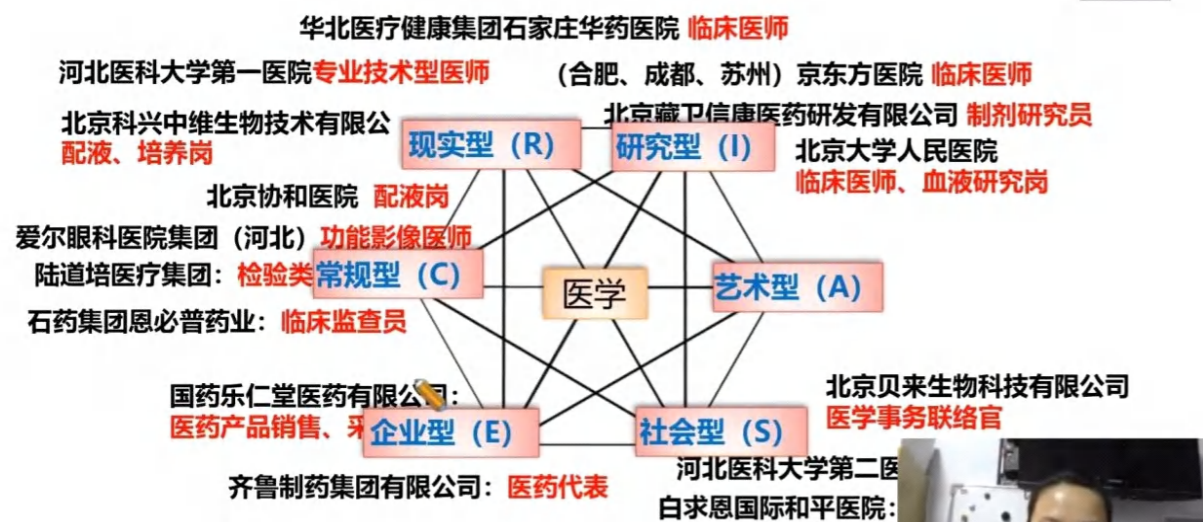 华北医疗健康集团石家庄华药医院 临床医师
河北医科大学第一医院专业技术型医师
（合肥、成都、苏州）京东方医院 临床医师
北京科兴中维生物技术有限公
配液、培养岗
北京藏卫信康医药研发有限公司 制剂研究员
现实型（R）
研究型（I）
北京大学人民医院
临床医师、血液研究岗
北京协和医院 配液岗
爱尔眼科医院集团（河北）功能影像医师
陆道培医疗集团：检验类
常规型（C）
医学
艺术型（A）
石药集团恩必普药业：临床监查员
国药乐仁堂医药有限公司：
医药产品销售、采
企业型（E）
社会型（S）
北京贝来生物科技有限公司
医学事务联络官
河北医科大学第二医
齐鲁制药集团有限公司：医药代表
白求恩国际和平医院：